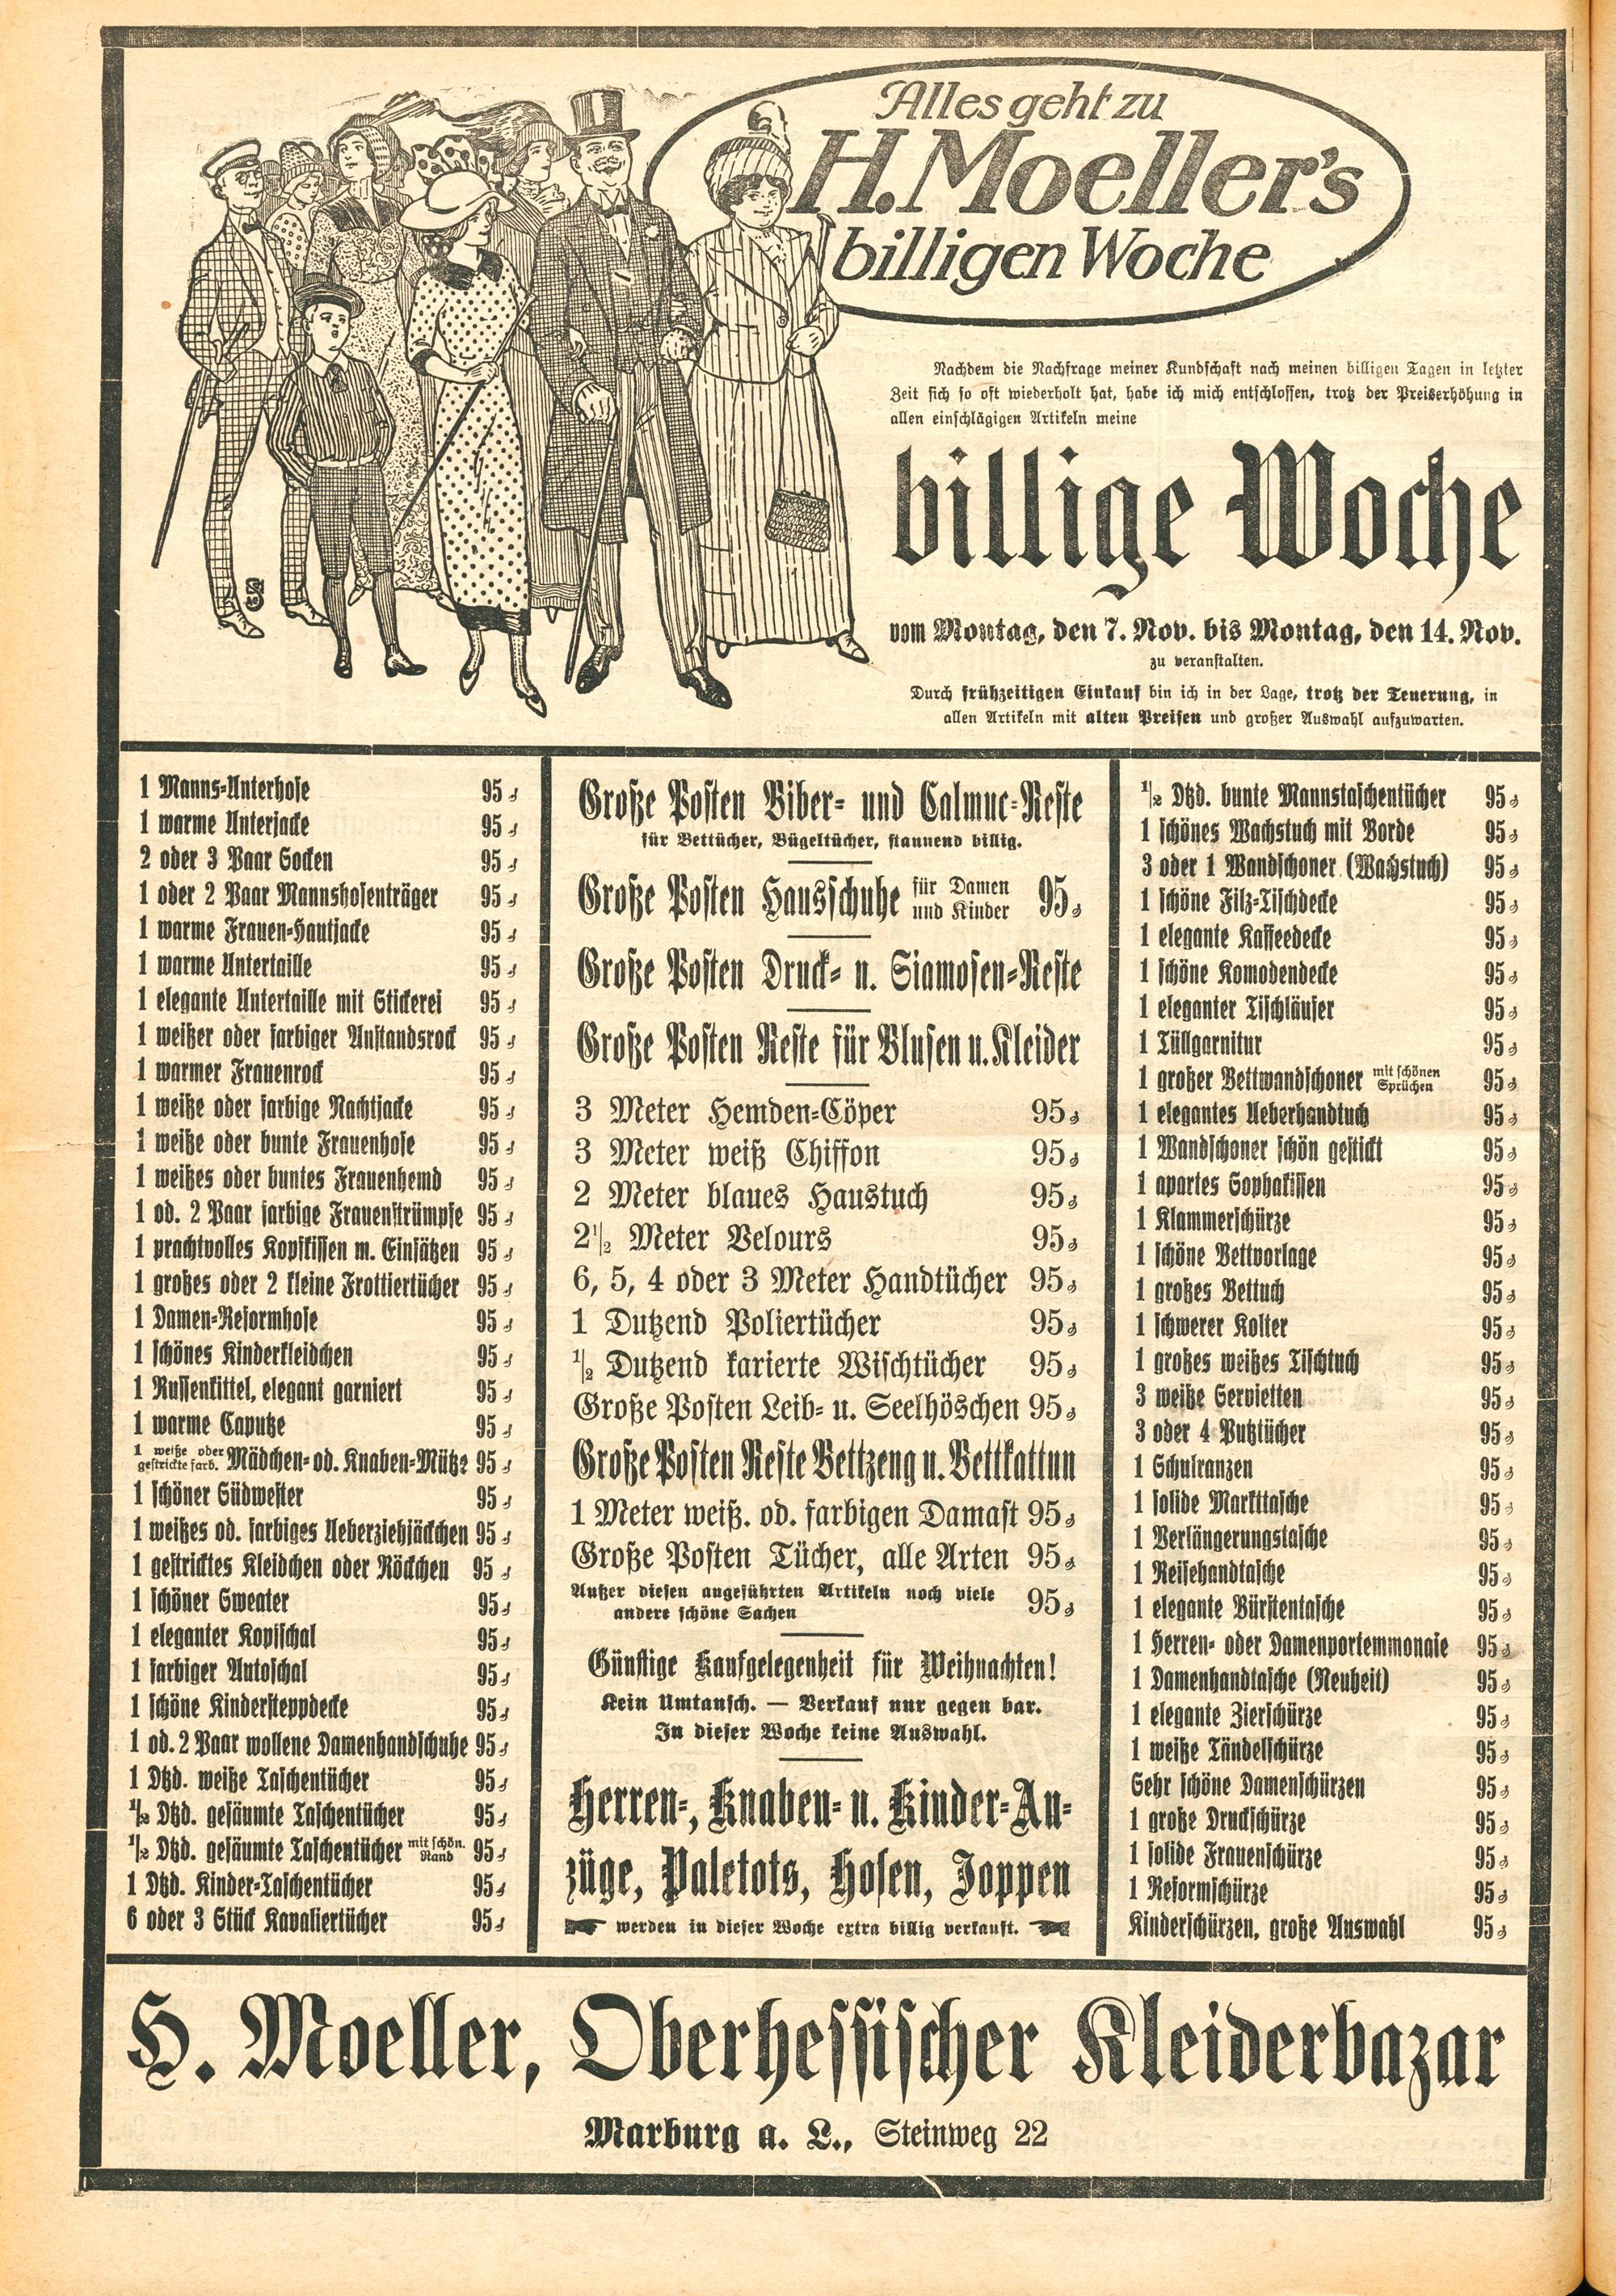 Alles geht zu
H. Moeller's
billigen Woche
Nachdem die Nachfrage meiner Kundschaft nach meinen billigen Tagen in letzter
Zeit sich so oft wiederholt hat, habe ich mich entschlossen, trotz der Preiserhöhung in
allen einschlägigen Artikeln meine
billige Woche
vom Montag, den 7. Nov. bis Montag, den 14. Nov.
zu veranstalten.
Durch frühzeitigen Einkauf bin ich in der Lage, trotz der Teuerung, in
allen Artikeln mit alten Preisen und großer Auswahl aufzuwarten.
1 Manns-Unterhose 95 ₰
1 warme Unterjacke 95 ₰
2 oder 3 Paar Socken 95 ₰
1 oder 2 Paar Mannshosenträger 95 ₰
1 warme Frauen-Hautjacke 95 ₰
1 warme Untertaille 95 ₰
1 elegante Untertaille mit Stickerei 95 ₰
1 weißer oder farbiger Anstandsrock 95 ₰
1 warmer Frauenrock 95 ₰
1 weiße oder farbige Nachtjacke 95 ₰
1 weiße oder bunte Frauenhose 95 ₰
1 weißes oder buntes Frauenhemd 95 ₰
1 od. 2 Paar farbige Frauenstrümpfe 95 ₰
1 prachtvolles Kopfkissen m. Einsätzen 95 ₰
1 großes oder 2 kleine Frottiertücher 95 ₰
1 Damen-Reformhose 95 ₰
1 schönes Kinderkleidchen 95 ₰
1 Russenkittel, elegant garniert 95 ₰
1 warme Caputze 95 ₰
1 weiße oder gestrickte farb. Mädchen- od. Knaben-Mütze 95 ₰
1 schöner Südwester 95 ₰
1 weißes od. farbiges Ueberziehjäckchen 95 ₰
1 gestricktes Kleidchen oder Röckchen 95 ₰
1 schöner Sweater 95 ₰
1 eleganter Kopfschal 95 ₰
1 farbiger Autoschal 95 ₰
1 schöne Kindersteppdecke 95 ₰
1 od. 2 Paar wollene Damenhandschuhe 95 ₰
1 Dtzd. weiße Taschentücher 95 ₰
1/2 Dtzd. gesäumte Taschentücher 95 ₰
1/2 Dtzd. gesäumte Taschentücher mit schön. Rand 95 ₰
1 Dtzd. Kinder-Taschentücher 95 ₰
6 oder 3 Stück Kavaliertücher 95 ₰
Große Posten Biber- und Calmuc-Reste
für Bettücher, Bügeltücher, staunend billig.
Große Posten Hausschuhe für Damen und Kinder 95 ₰
Große Posten Druck- u. Siamosen-Reste
Große Posten Reste für Blusen u. Kleider
3 Meter Hemden-Cöper 95 ₰
3 Meter weiß Chiffon 95 ₰
2 Meter blaues Haustuch 95 ₰
2 1/2 Meter Velours 95 ₰
6, 5, 4 oder 3 Meter Handtücher 95 ₰
1 Dutzend Poliertücher 95 ₰
1/2 Dutzend karierte Wischtücher 95 ₰
Große Posten Leib- u. Seelhöschen 95 ₰
Große Posten Reste Bettzeug u. Bettkattun
1 Meter weiß. od. farbigen Damast 95 ₰
Große Posten Tücher, alle Arten 95 ₰
Außer diesen angeführten Artikeln noch viele
andere schöne Sachen 95 ₰
Günstige Kaufgelegenheit für Weihnachten!
Kein Umtausch. — Verkauf nur gegen bar.
In dieser Woche keine Auswahl.
Herren-, Knaben- u. Kinder-An-
züge, Paletots, Hosen, Joppen
werden in dieser Woche extra billig verkauft.
1/2 Dtzd. bunte Mannstaschentücher 95 ₰
1 schönes Wachstuch mit Borde 95 ₰
3 oder 1 Wandschoner (Wachstuch) 95 ₰
1 schöne Filz-Tischdecke 95 ₰
1 elegante Kaffeedecke 95 ₰
1 schöne Komodendecke 95 ₰
1 eleganter Tischläufer 95 ₰
1 Tüllgarnitur 95 ₰
1 großer Bettwandschoner mit schönen Sprüchen 95 ₰
1 elegantes Ueberhandtuch 95 ₰
1 Wandschoner schön gestickt 95 ₰
1 apartes Sophakissen 95 ₰
1 Klammerschürze 95 ₰
1 schöne Bettvorlage 95 ₰
1 großes Bettuch 95 ₰
1 schwerer Kolter 95 ₰
1 großes weißes Tischtuch 95 ₰
3 weiße Servietten 95 ₰
3 oder 4 Putztücher 95 ₰
1 Schulranzen 95 ₰
1 solide Markttasche 95 ₰
1 Verlängerungstasche 95 ₰
1 Reisehandtasche 95 ₰
1 elegante Bürstentasche 95 ₰
1 Herren- oder Damenportemmonaie 95 ₰
1 Damenhandtasche (Neuheit) 95 ₰
1 elegante Zierschürze 95 ₰
1 weiße Tändelschürze 95 ₰
Sehr schöne Damenschürzen 95 ₰
1 große Druckschürze 95 ₰
1 solide Frauenschürze 95 ₰
1 Reformschürze 95 ₰
Kinderschürzen, große Auswahl 95 ₰
H. Moeller, Oberhessischer Kleiderbazar
Marburg a. L., Steinweg 22